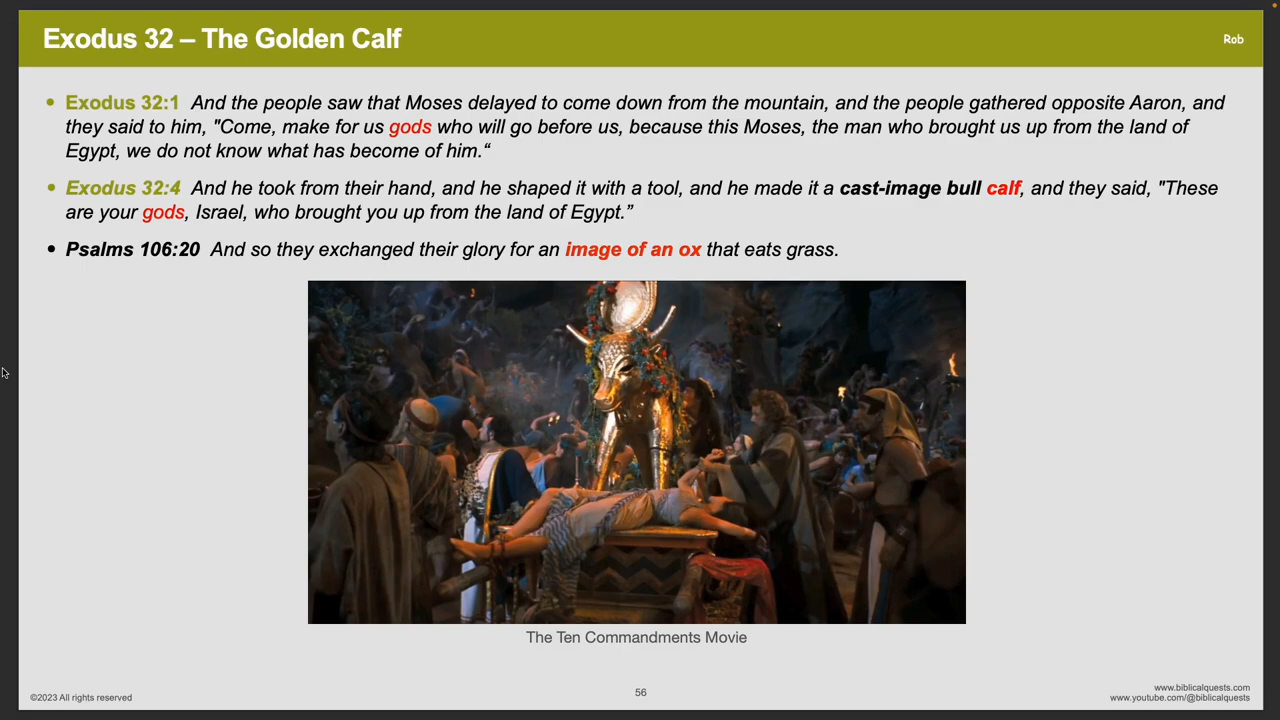 Exodus 32 – The Golden Calf
Rob
• Exodus 32:1 And the people saw that Moses delayed to come down from the mountain, and the people gathered opposite Aaron, and
they said to him, "Come, make for us gods who will go before us, because this Moses, the man who brought us up from the land of
Egypt, we do not know what has become of him.“
• Exodus 32:4 And he took from their hand, and he shaped it with a tool, and he made it a cast-image bull calf, and they said, "These
are your gods, Israel, who brought you up from the land of Egypt.”
• Psalms 106:20 And so they exchanged their glory for an image of an ox that eats grass.
The Ten Commandments Movie
©2023 All rights reserved
56
www.biblicalquests.com
www.youtube.com/@biblicalquests